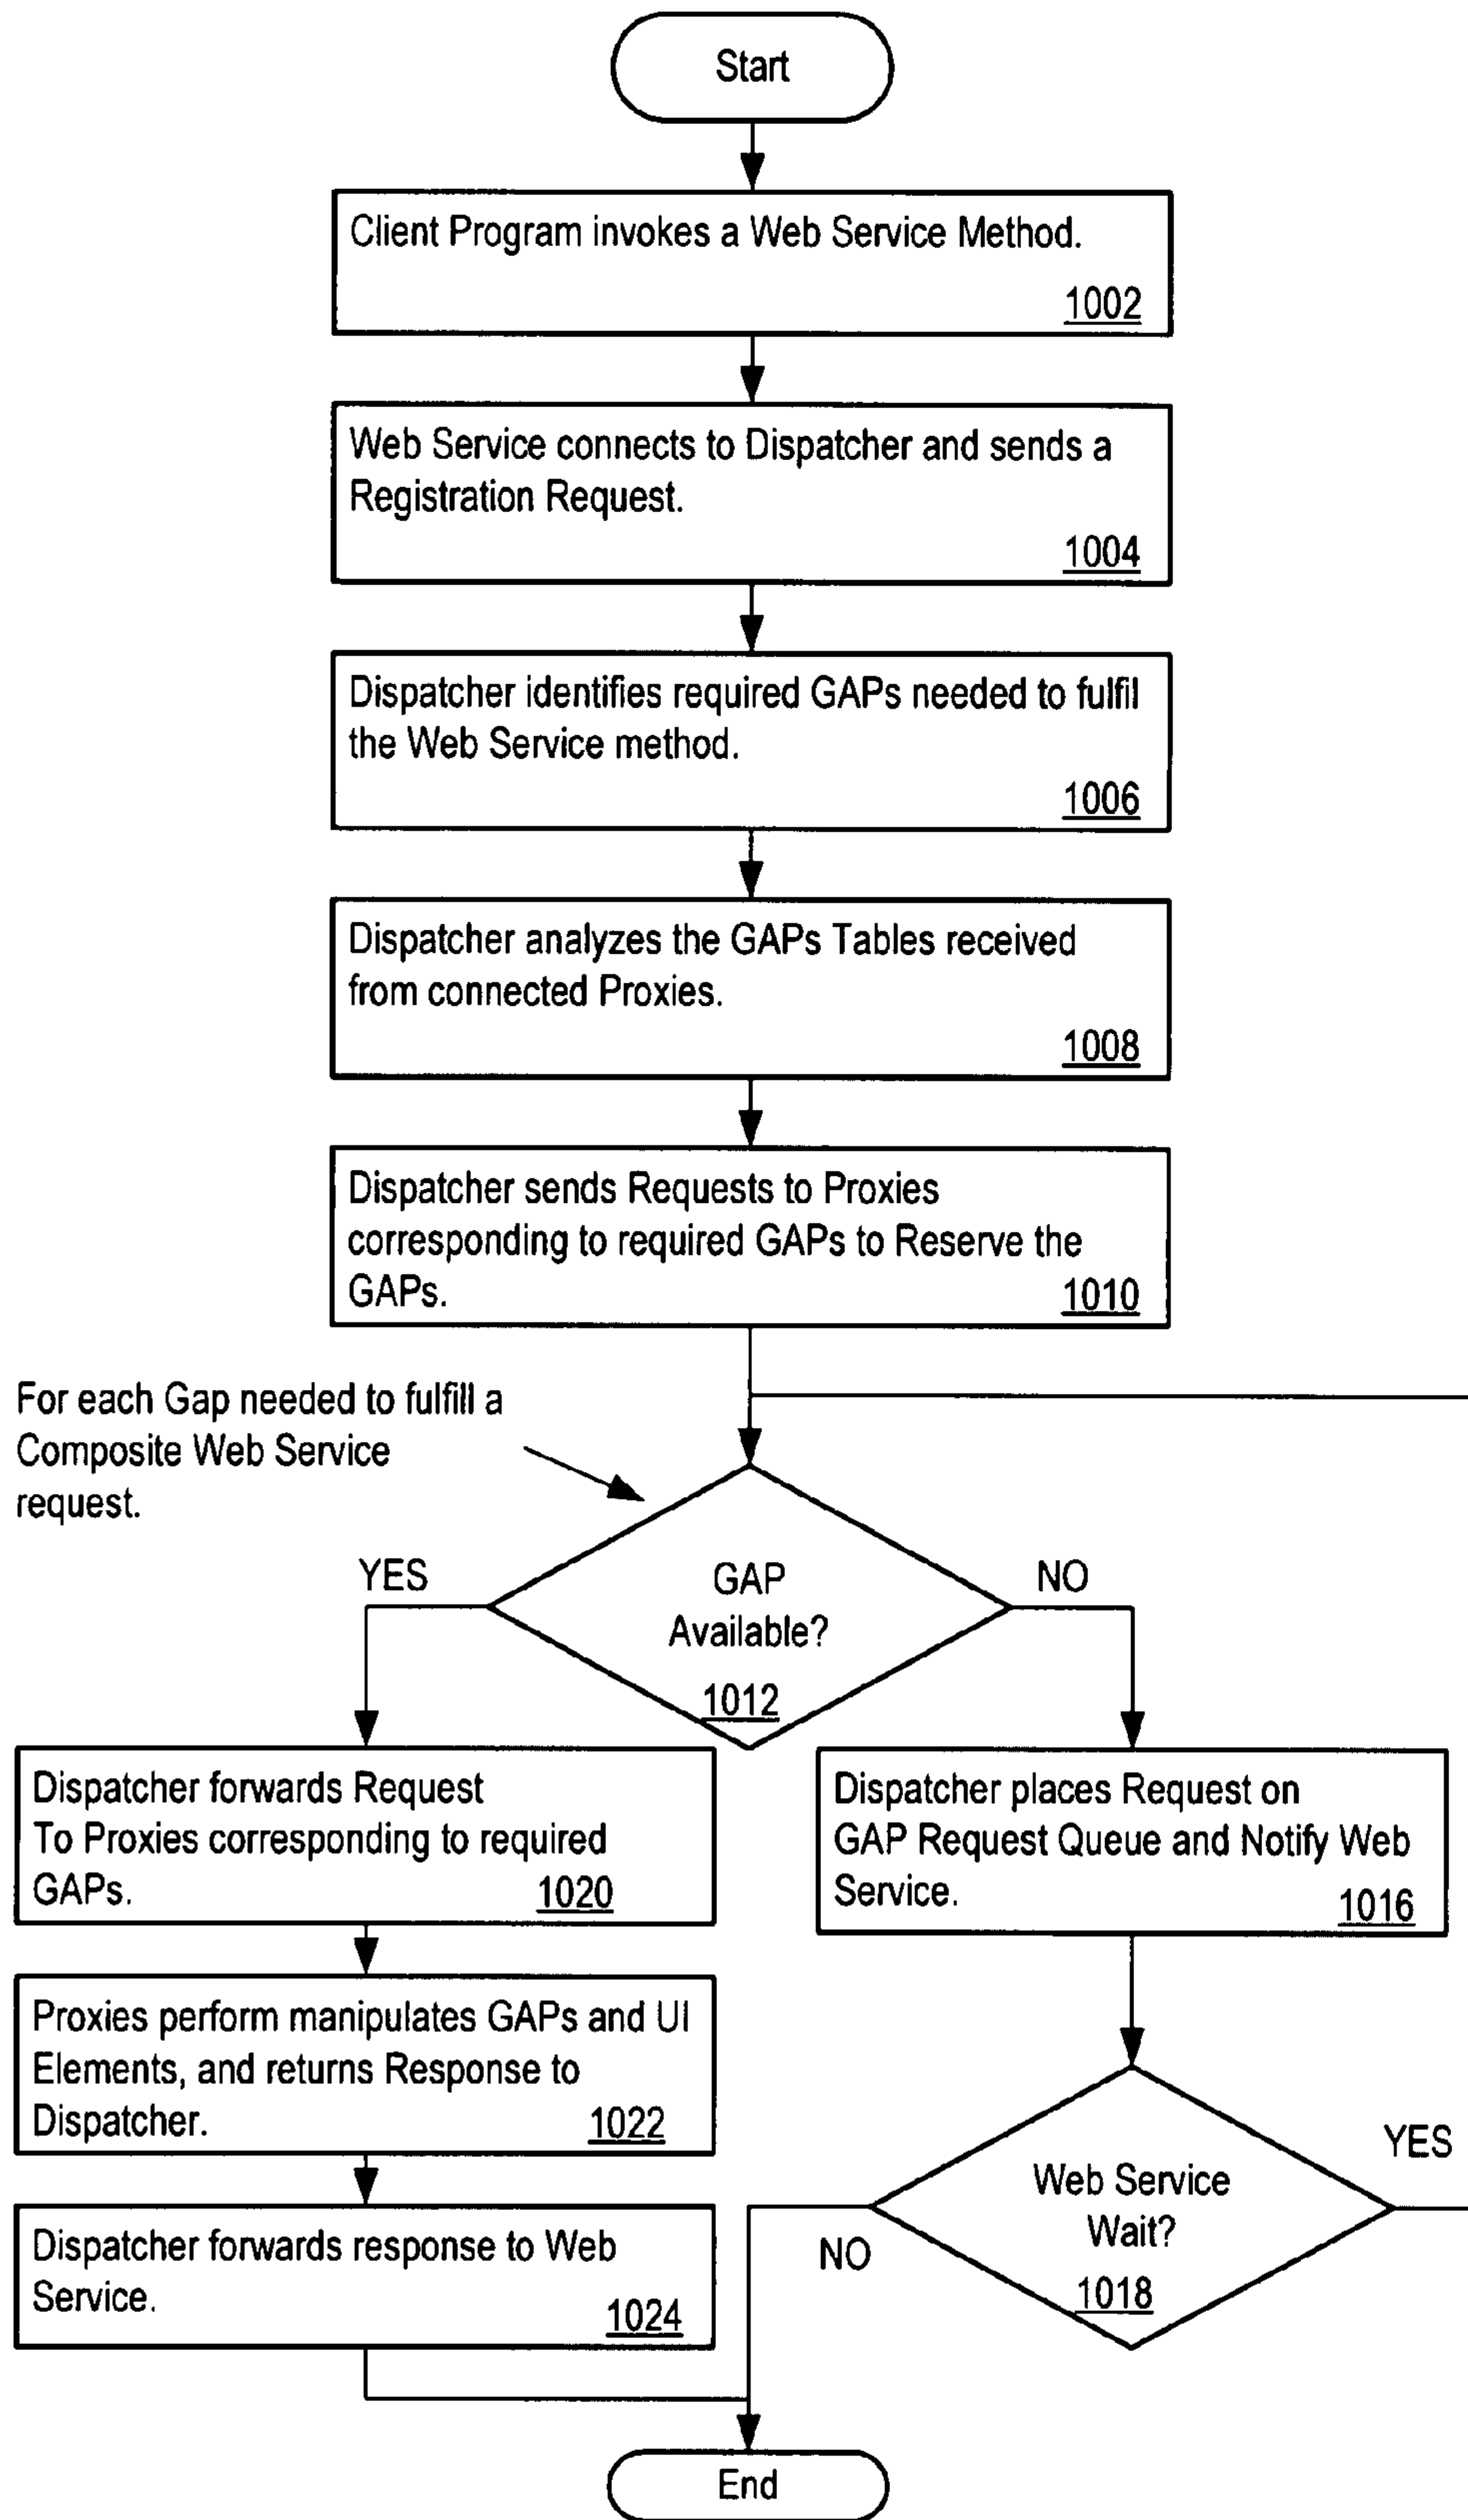 Start
Client Program invokes a Web Service Method.
1002
Web Service connects to Dispatcher and sends a
Registration Request.
1004
Dispatcher identifies required GAPs needed to fulfil
the Web Service method.
1006
Dispatcher analyzes the GAPs Tables received
from connected Proxies.
1008
Dispatcher sends Requests to Proxies
corresponding to required GAPs to Reserve the
GAPs. 1010
For each Gap needed to fulfill a
Composite Web Service
request.
YES
GAP
Available?
1012
NO
Dispatcher forwards Request
To Proxies corresponding to required
GAPs. 1020
Dispatcher places Request on
GAP Request Queue and Notify Web
Service. 1016
Proxies perform manipulates GAPs and UI
Elements, and returns Response to
Dispatcher. 1022
Web Service
Wait?
1018
YES
NO
Dispatcher forwards response to Web
Service.
1024
End